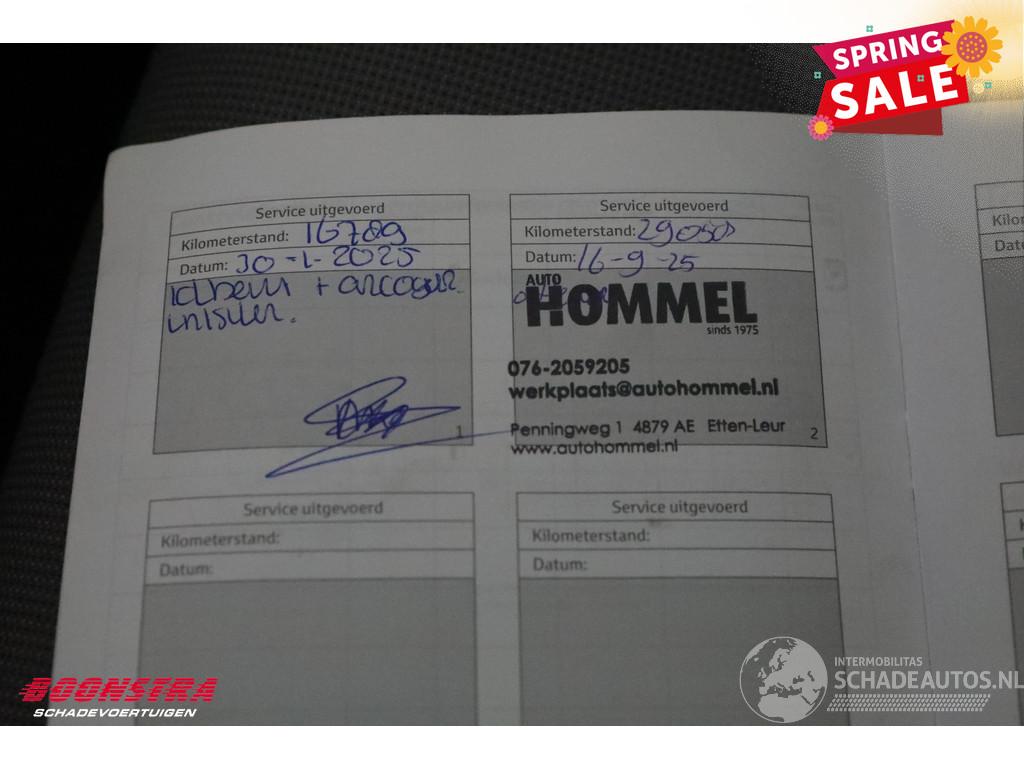 SPRING
SALE
Service uitgevoerd
Kilometerstand: 16789
Datum: 30-1-2025
+
1
Service uitgevoerd
Kilometerstand: 29050
Datum: 16-9-25
AUTO
HOMMEL
sinds 1975
076-2059205
werkplaats@autohommel.nl
Penningweg 1 4879 AE Etten-Leur
2
www.autohommel.nl
Kilo
Datu
Service uitgevoerd
Kilometerstand:
Datum:
Service uitgevoerd
Kilometerstand:
Datum:
K
BOONSTRA
SCHADEVOERTUIGEN
INTERMOBILITAS
SCHADEAUTOS.NL